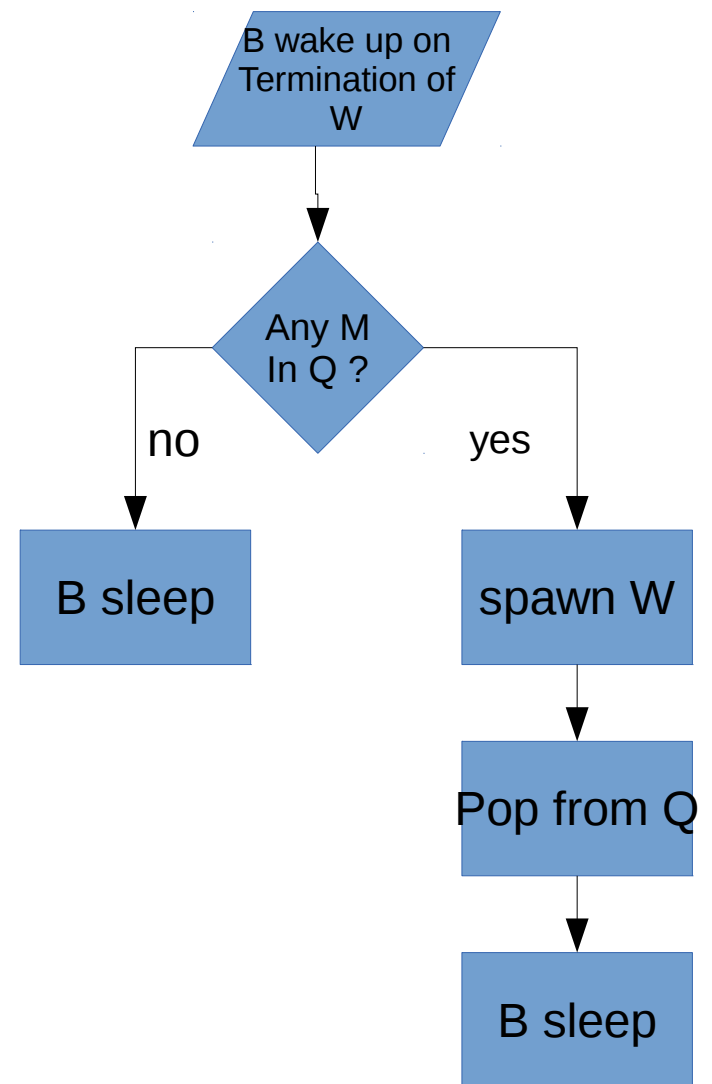 B wake up on
Termination of
W
Any M
In Q ?
no
yes
B sleep
spawn W
Pop from Q
B sleep